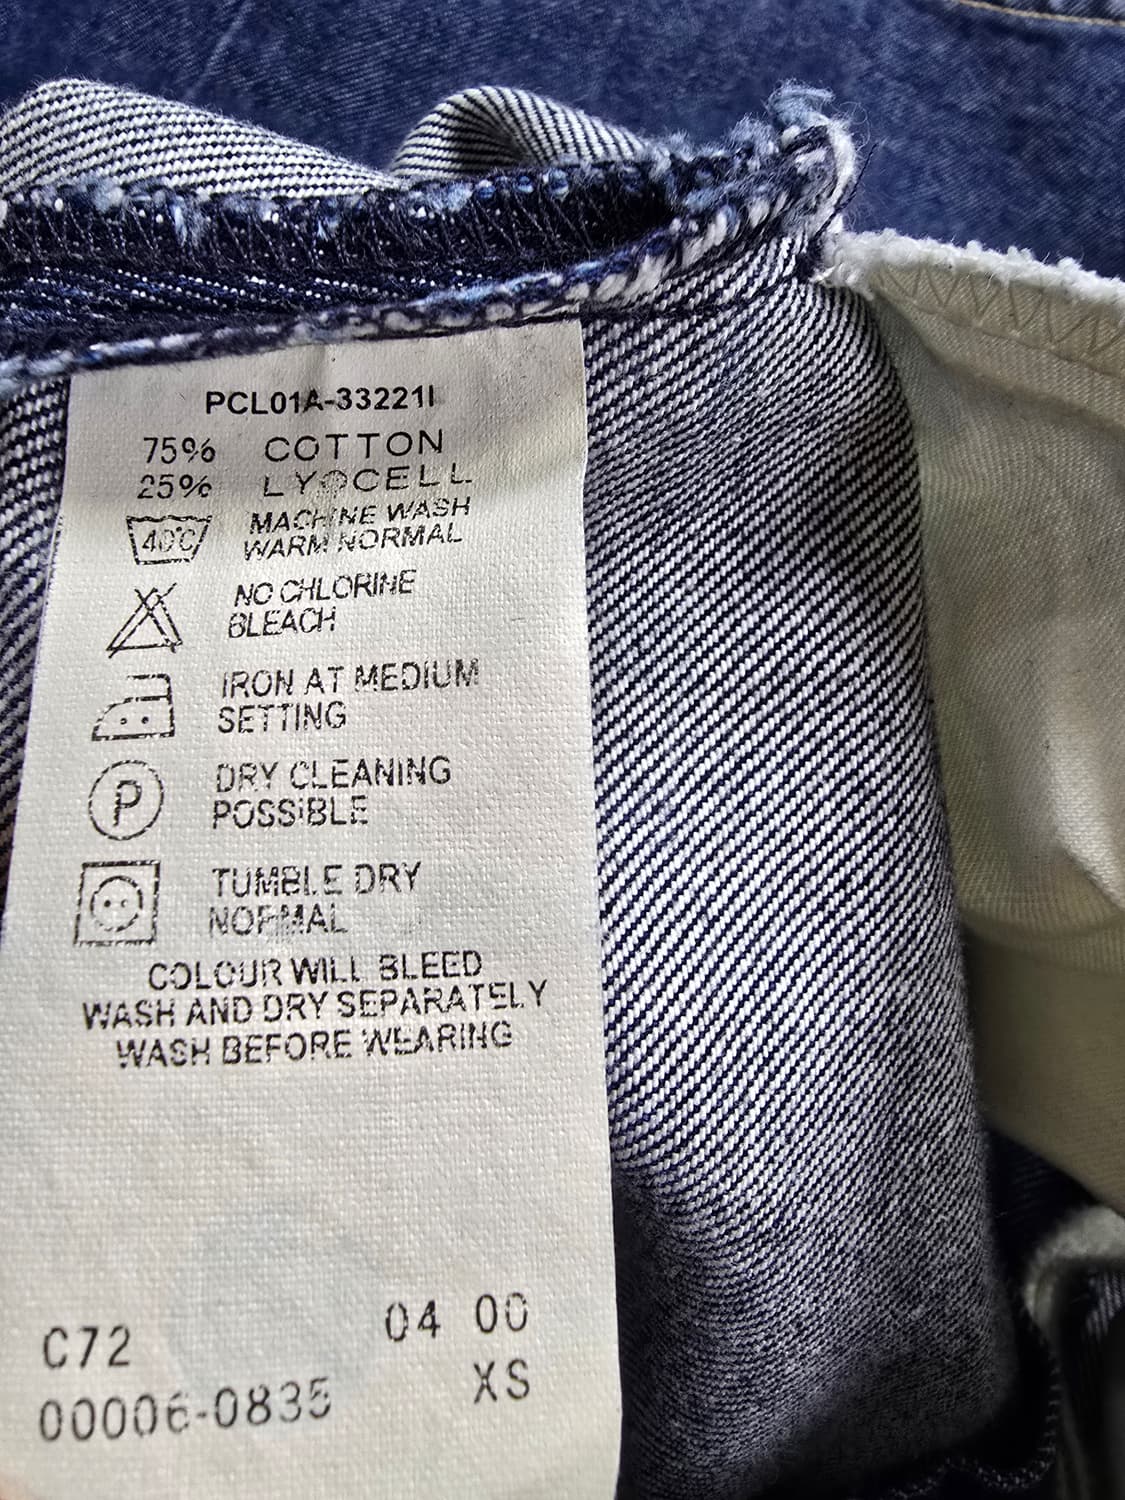 PCL01A-33221I
75% COTTON
25% LYOCELL
40°C MACHINE WASH
WARM NORMAL
NO CHLORINE
BLEACH
IRON AT MEDIUM
SETTING
P DRY CLEANING
POSSIBLE
TUMBLE DRY
NORMAL
COLOUR WILL BLEED
WASH AND DRY SEPARATELY
WASH BEFORE WEARING
C72 04 00
00006-0835 XS